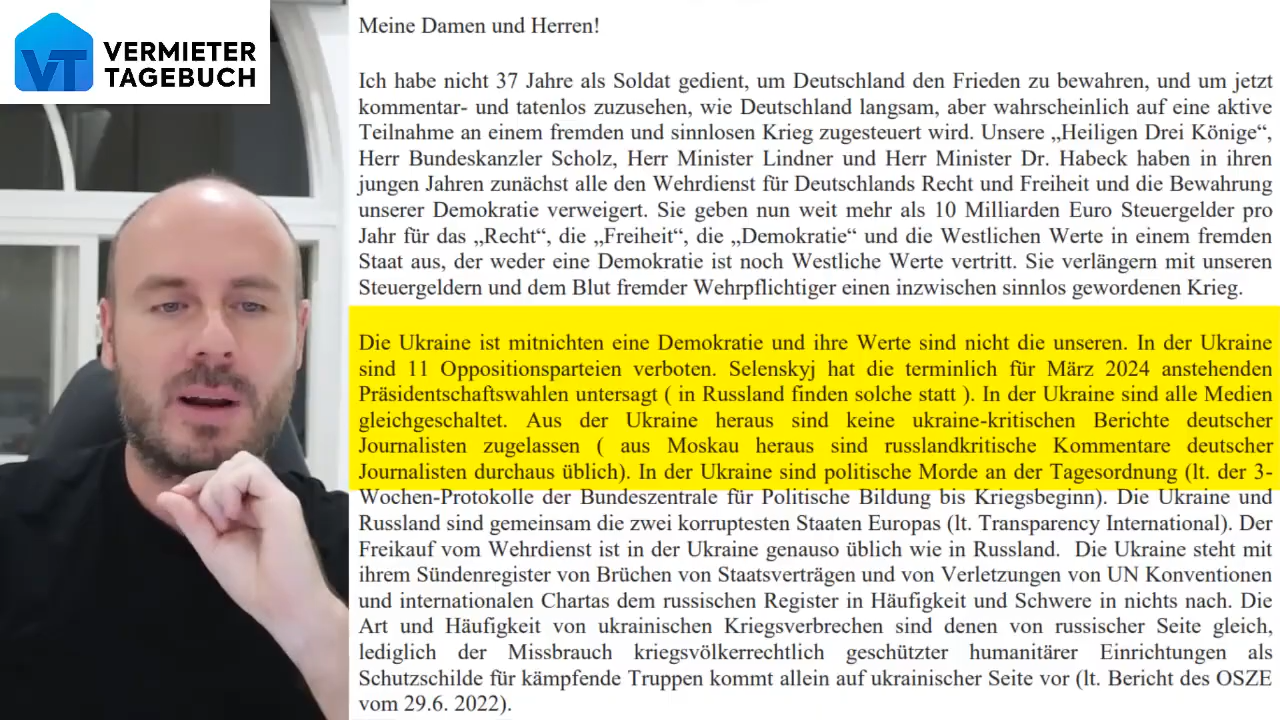 VT VERMIETER
TAGEBUCH
Meine Damen und Herren!
Ich habe nicht 37 Jahre als Soldat gedient, um Deutschland den Frieden zu bewahren, und um jetzt
kommentar- und tatenlos zuzusehen, wie Deutschland langsam, aber wahrscheinlich auf eine aktive
Teilnahme an einem fremden und sinnlosen Krieg zugesteuert wird. Unsere „Heiligen Drei Könige“,
Herr Bundeskanzler Scholz, Herr Minister Lindner und Herr Minister Dr. Habeck haben in ihren
jungen Jahren zunächst alle den Wehrdienst für Deutschlands Recht und Freiheit und die Bewahrung
unserer Demokratie verweigert. Sie geben nun weit mehr als 10 Milliarden Euro Steuergelder pro
Jahr für das „Recht“, die „Freiheit“, die „Demokratie“ und die Westlichen Werte in einem fremden
Staat aus, der weder eine Demokratie ist noch Westliche Werte vertritt. Sie verlängern mit unseren
Steuergeldern und dem Blut fremder Wehrpflichtiger einen inzwischen sinnlos gewordenen Krieg.
Die Ukraine ist mitnichten eine Demokratie und ihre Werte sind nicht die unseren. In der Ukraine
sind 11 Oppositionsparteien verboten. Selenskyj hat die terminlich für März 2024 anstehenden
Präsidentschaftswahlen untersagt ( in Russland finden solche statt ). In der Ukraine sind alle Medien
gleichgeschaltet. Aus der Ukraine heraus sind keine ukraine-kritischen Berichte deutscher
Journalisten zugelassen ( aus Moskau heraus sind russlandkritische Kommentare deutscher
Journalisten durchaus üblich). In der Ukraine sind politische Morde an der Tagesordnung (lt. der 3-
Wochen-Protokolle der Bundeszentrale für Politische Bildung bis Kriegsbeginn). Die Ukraine und
Russland sind gemeinsam die zwei korruptesten Staaten Europas (lt. Transparency International). Der
Freikauf vom Wehrdienst ist in der Ukraine genauso üblich wie in Russland. Die Ukraine steht mit
ihrem Sündenregister von Brüchen von Staatsverträgen und von Verletzungen von UN Konventionen
und internationalen Chartas dem russischen Register in Häufigkeit und Schwere in nichts nach. Die
Art und Häufigkeit von ukrainischen Kriegsverbrechen sind denen von russischer Seite gleich,
lediglich der Missbrauch kriegsvölkerrechtlich geschützter humanitärer Einrichtungen als
Schutzschilde für kämpfende Truppen kommt allein auf ukrainischer Seite vor (lt. Bericht des OSZE
vom 29.6. 2022).